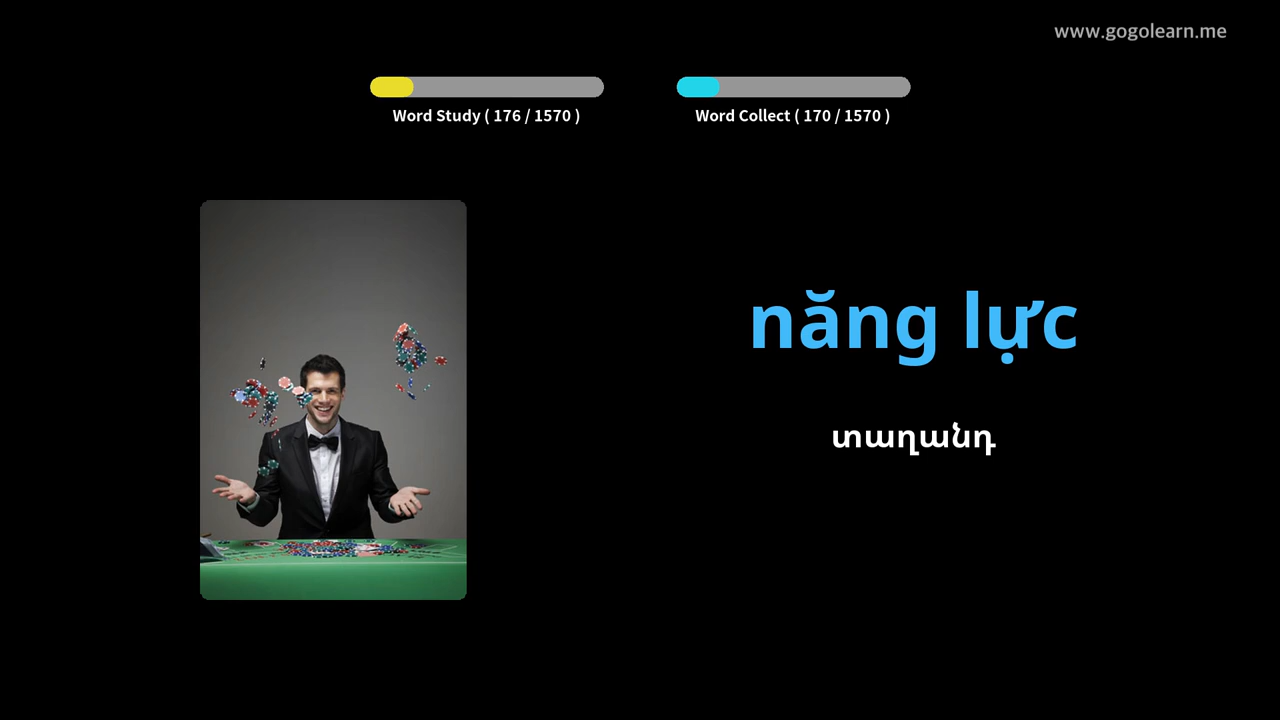 www.gogolearn.me
Word Study ( 176 / 1570 )
Word Collect ( 170 / 1570 )
năng lực
տաղանդ